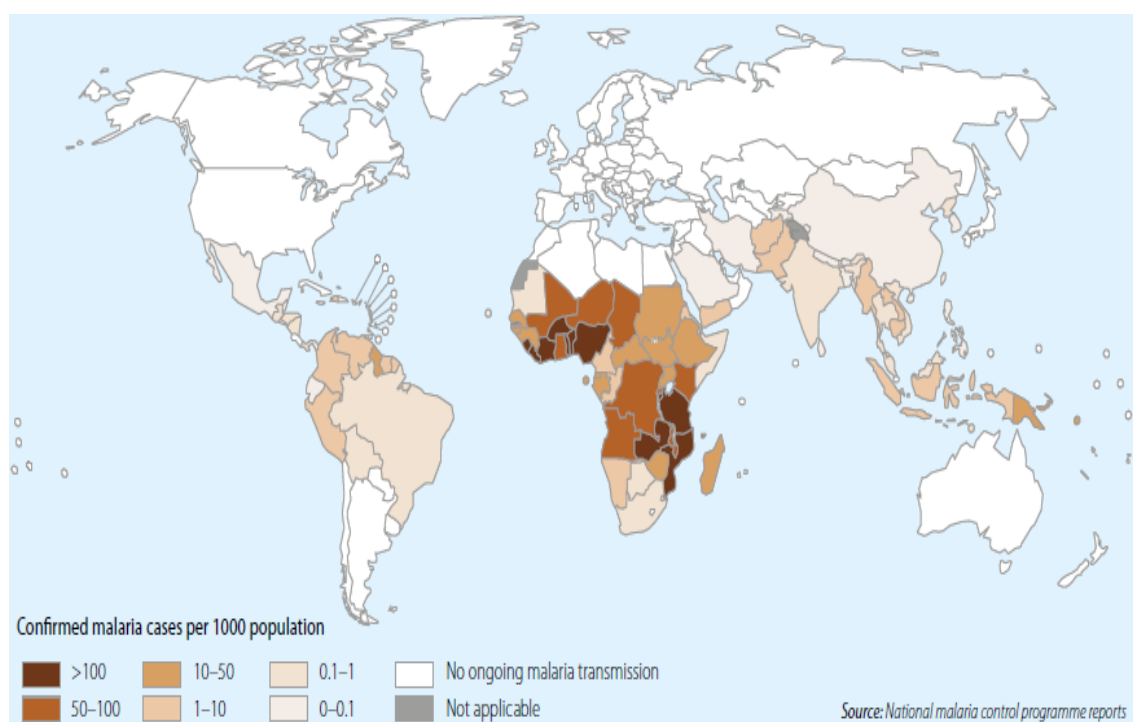 Confirmed malaria cases per 1000 population
>100 10–50 0.1–1 No ongoing malaria transmission
50–100 1–10 0–0.1 Not applicable
Source: National malaria control programme reports